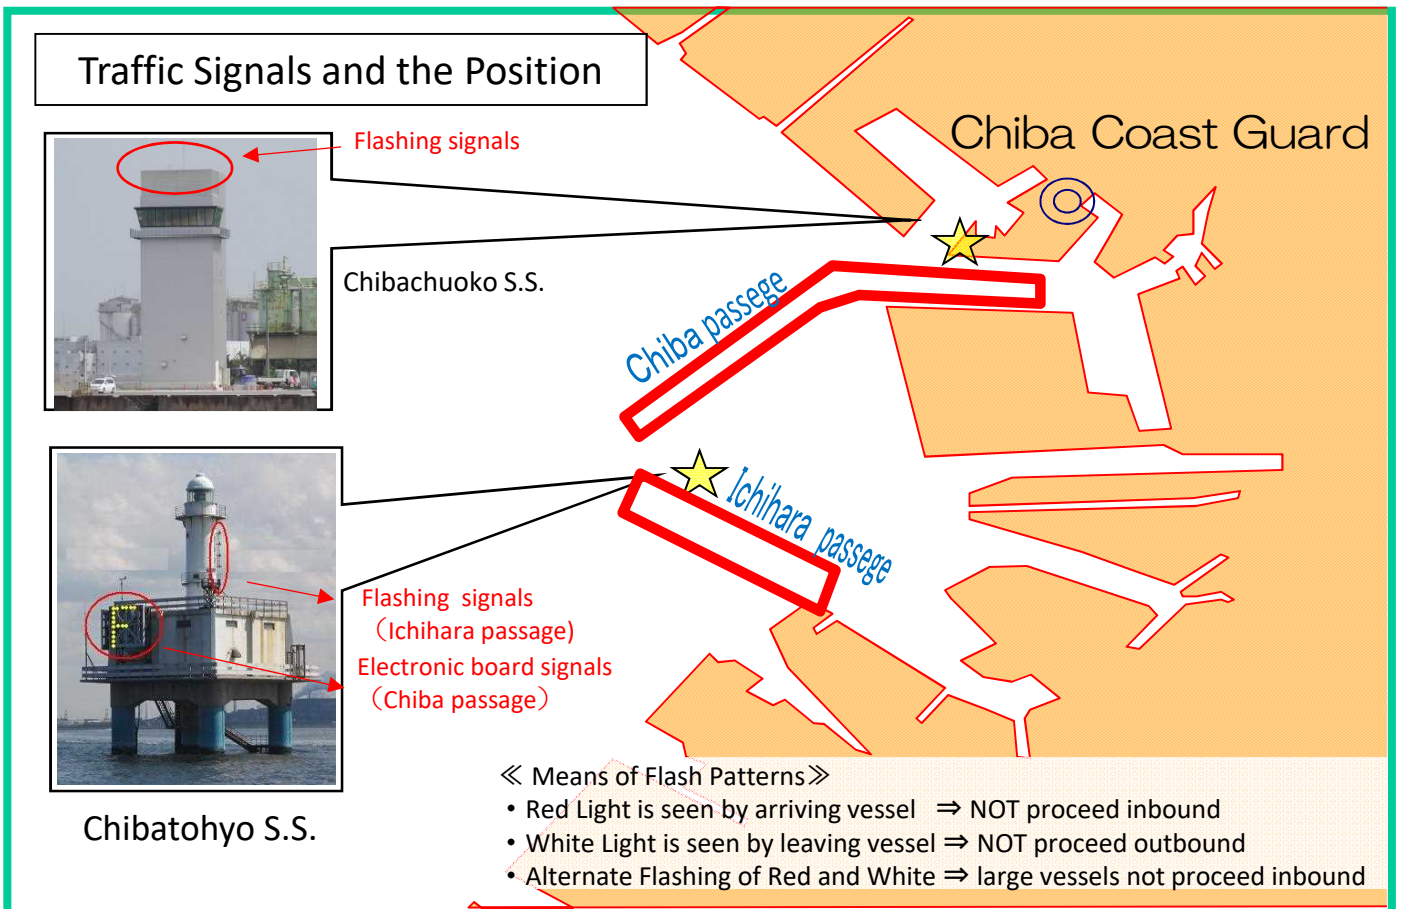 Traffic Signals and the Position
Flashing signals
Chiba Coast Guard
Chibachuoko S.S.
Chiba passege
Ichihara passege
F
Flashing signals
（Ichihara passage)
Electronic board signals
（Chiba passage）
Chibatohyo S.S.
≪ Means of Flash Patterns≫
• Red Light is seen by arriving vessel ⇒ NOT proceed inbound
• White Light is seen by leaving vessel ⇒ NOT proceed outbound
• Alternate Flashing of Red and White ⇒ large vessels not proceed inbound